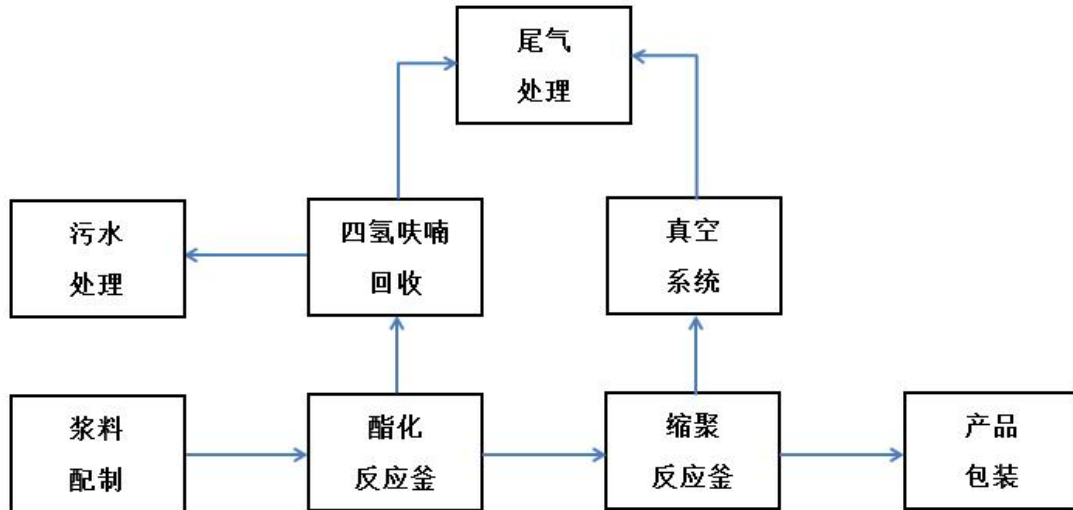 尾气
处理
污水
处理
四氢呋喃
回收
真空
系统
浆料
配制
酯化
反应釜
缩聚
反应釜
产品
包装